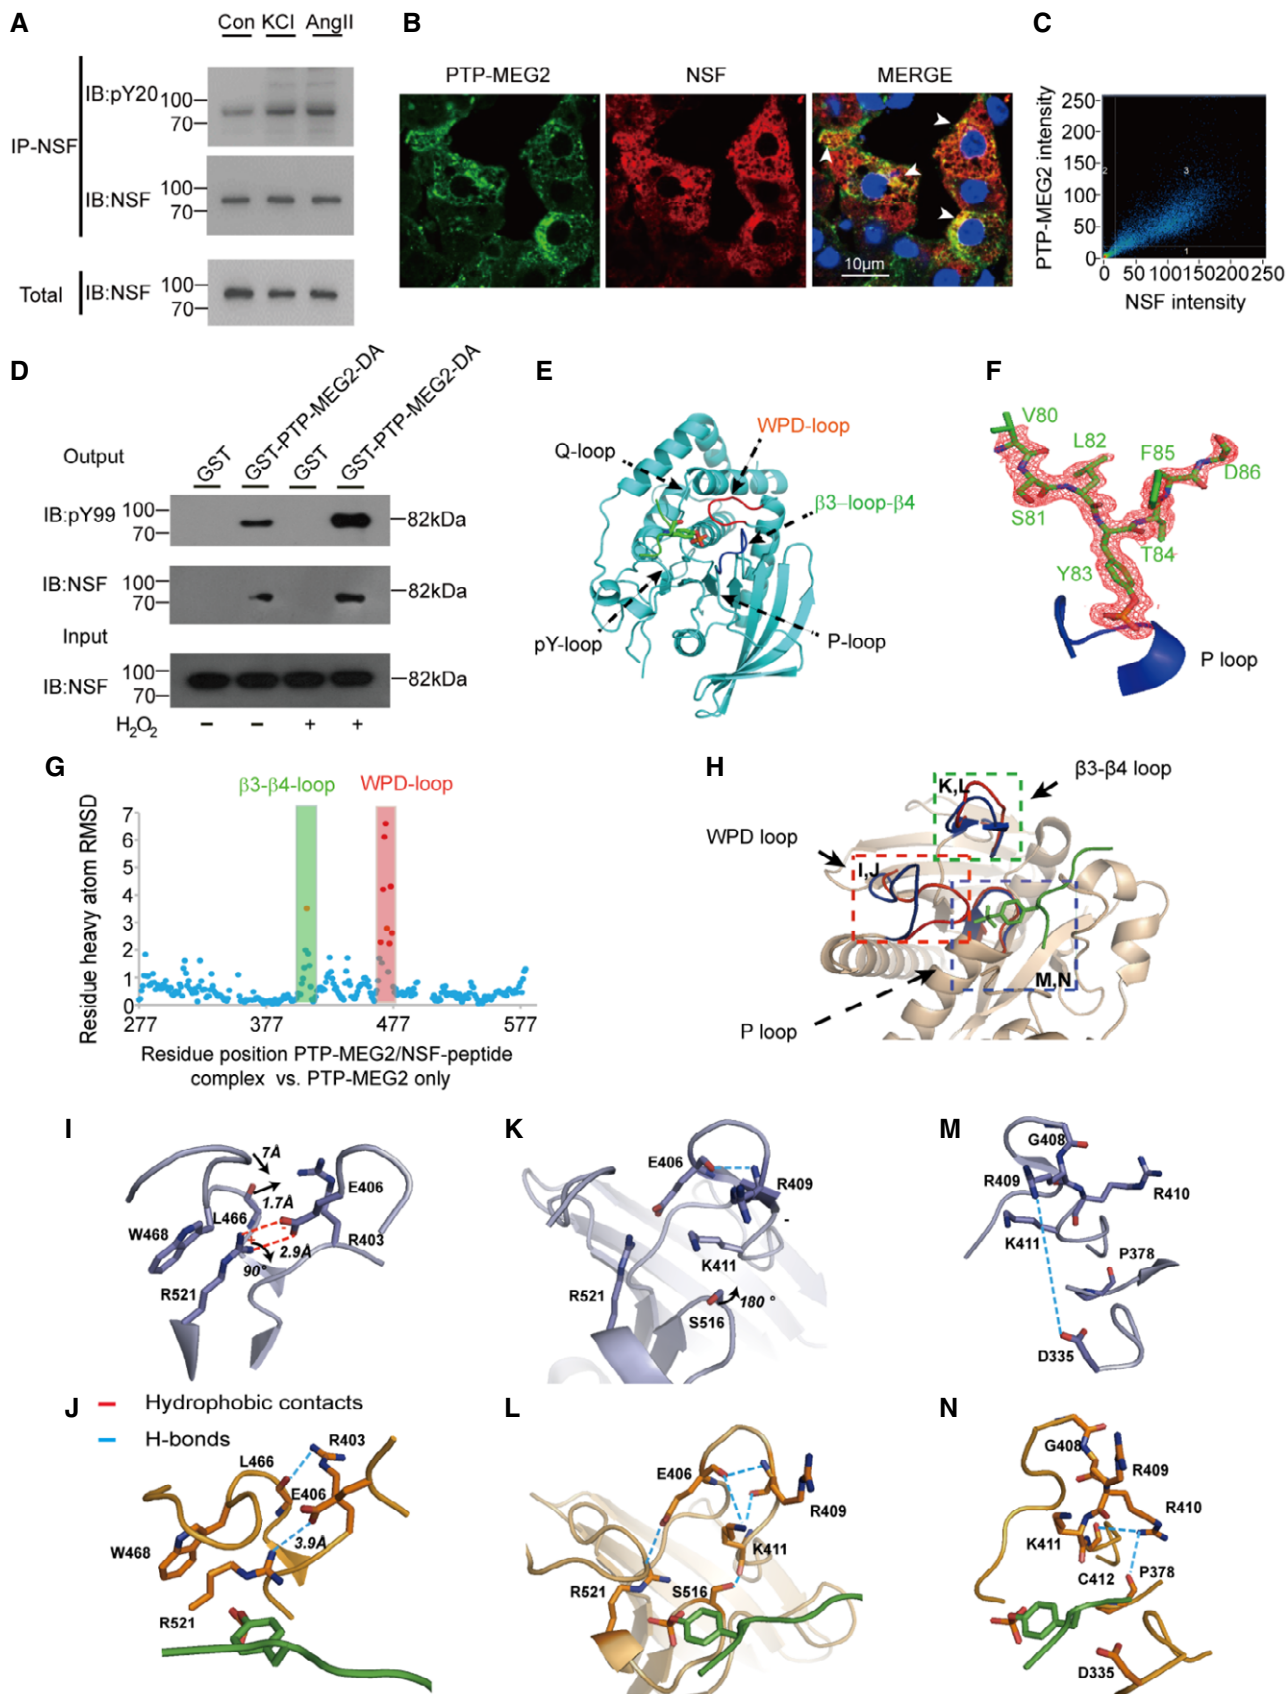 A
Con KCl AngII
IB:pY20
100
70
IP-NSF
IB:NSF
100
70
Total
IB:NSF
100
70
B
PTP-MEG2
NSF
MERGE
10μm
C
PTP-MEG2 intensity
250
200
150
100
50
0
2
3
1
0 50 100 150 200 250
NSF intensity
D
Output
GST
GST-PTP-MEG2-DA
GST
GST-PTP-MEG2-DA
IB:pY99
100
70
82kDa
IB:NSF
100
70
82kDa
Input
IB:NSF
100
70
82kDa
H₂O₂
– – + +
E
WPD-loop
Q-loop
β3–loop-β4
pY-loop
P-loop
F
V80
L82
F85
D86
S81
T84
Y83
P loop
G
β3-β4-loop
WPD-loop
Residue heavy atom RMSD
7
6
5
4
3
2
1
0
277 377 477 577
Residue position PTP-MEG2/NSF-peptide
complex vs. PTP-MEG2 only
H
β3-β4 loop
K,L
WPD loop
I,J
M,N
P loop
I
7Å
1.7Å
E406
L466
W468
2.9Å
R403
90°
R521
J
Hydrophobic contacts
H-bonds
R403
L466
E406
3.9Å
W468
R521
K
E406
R409
K411
R521
180 °
S516
-
L
E406
R409
K411
R521
S516
M
G408
R409
R410
K411
P378
D335
N
G408
R409
R410
K411
C412
P378
D335